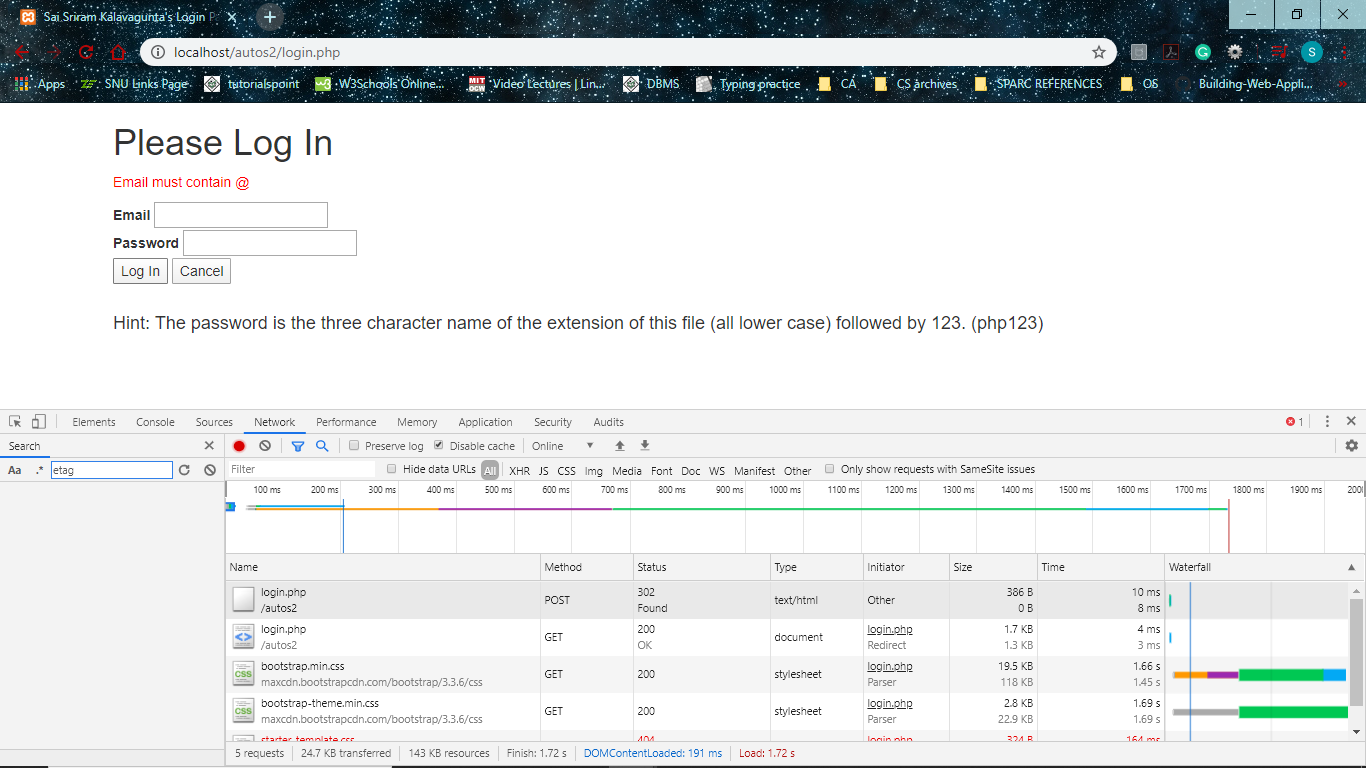 Sai Sriram Kalavagunta's Login P
localhost/autos2/login.php
S
Apps SNU Links Page tutorialspoint W3Schools Online... Video Lectures | Lin... DBMS Typing practice CA CS archives SPARC REFERENCES OS Building-Web-Appli...
Please Log In
Email must contain @
Email
Password
Log In Cancel
Hint: The password is the three character name of the extension of this file (all lower case) followed by 123. (php123)
Elements Console Sources Network Performance Memory Application Security Audits 1
Search Preserve log Disable cache Online
Aa .* etag Filter Hide data URLs All XHR JS CSS Img Media Font Doc WS Manifest Other Only show requests with SameSite issues
100 ms 200 ms 300 ms 400 ms 500 ms 600 ms 700 ms 800 ms 900 ms 1000 ms 1100 ms 1200 ms 1300 ms 1400 ms 1500 ms 1600 ms 1700 ms 1800 ms 1900 ms 200
Name Method Status Type Initiator Size Time Waterfall
login.php POST 302 text/html Other 386 B 10 ms
/autos2 Found 0 B 8 ms
login.php GET 200 document login.php 1.7 KB 4 ms
/autos2 OK Redirect 1.3 KB 3 ms
bootstrap.min.css GET 200 stylesheet login.php 19.5 KB 1.66 s
maxcdn.bootstrapcdn.com/bootstrap/3.3.6/css Parser 118 KB 1.45 s
bootstrap-theme.min.css GET 200 stylesheet login.php 2.8 KB 1.69 s
maxcdn.bootstrapcdn.com/bootstrap/3.3.6/css Parser 22.9 KB 1.69 s
starter-template.css 404 login.php 324 B 164 ms
5 requests 24.7 KB transferred 143 KB resources Finish: 1.72 s DOMContentLoaded: 191 ms Load: 1.72 s